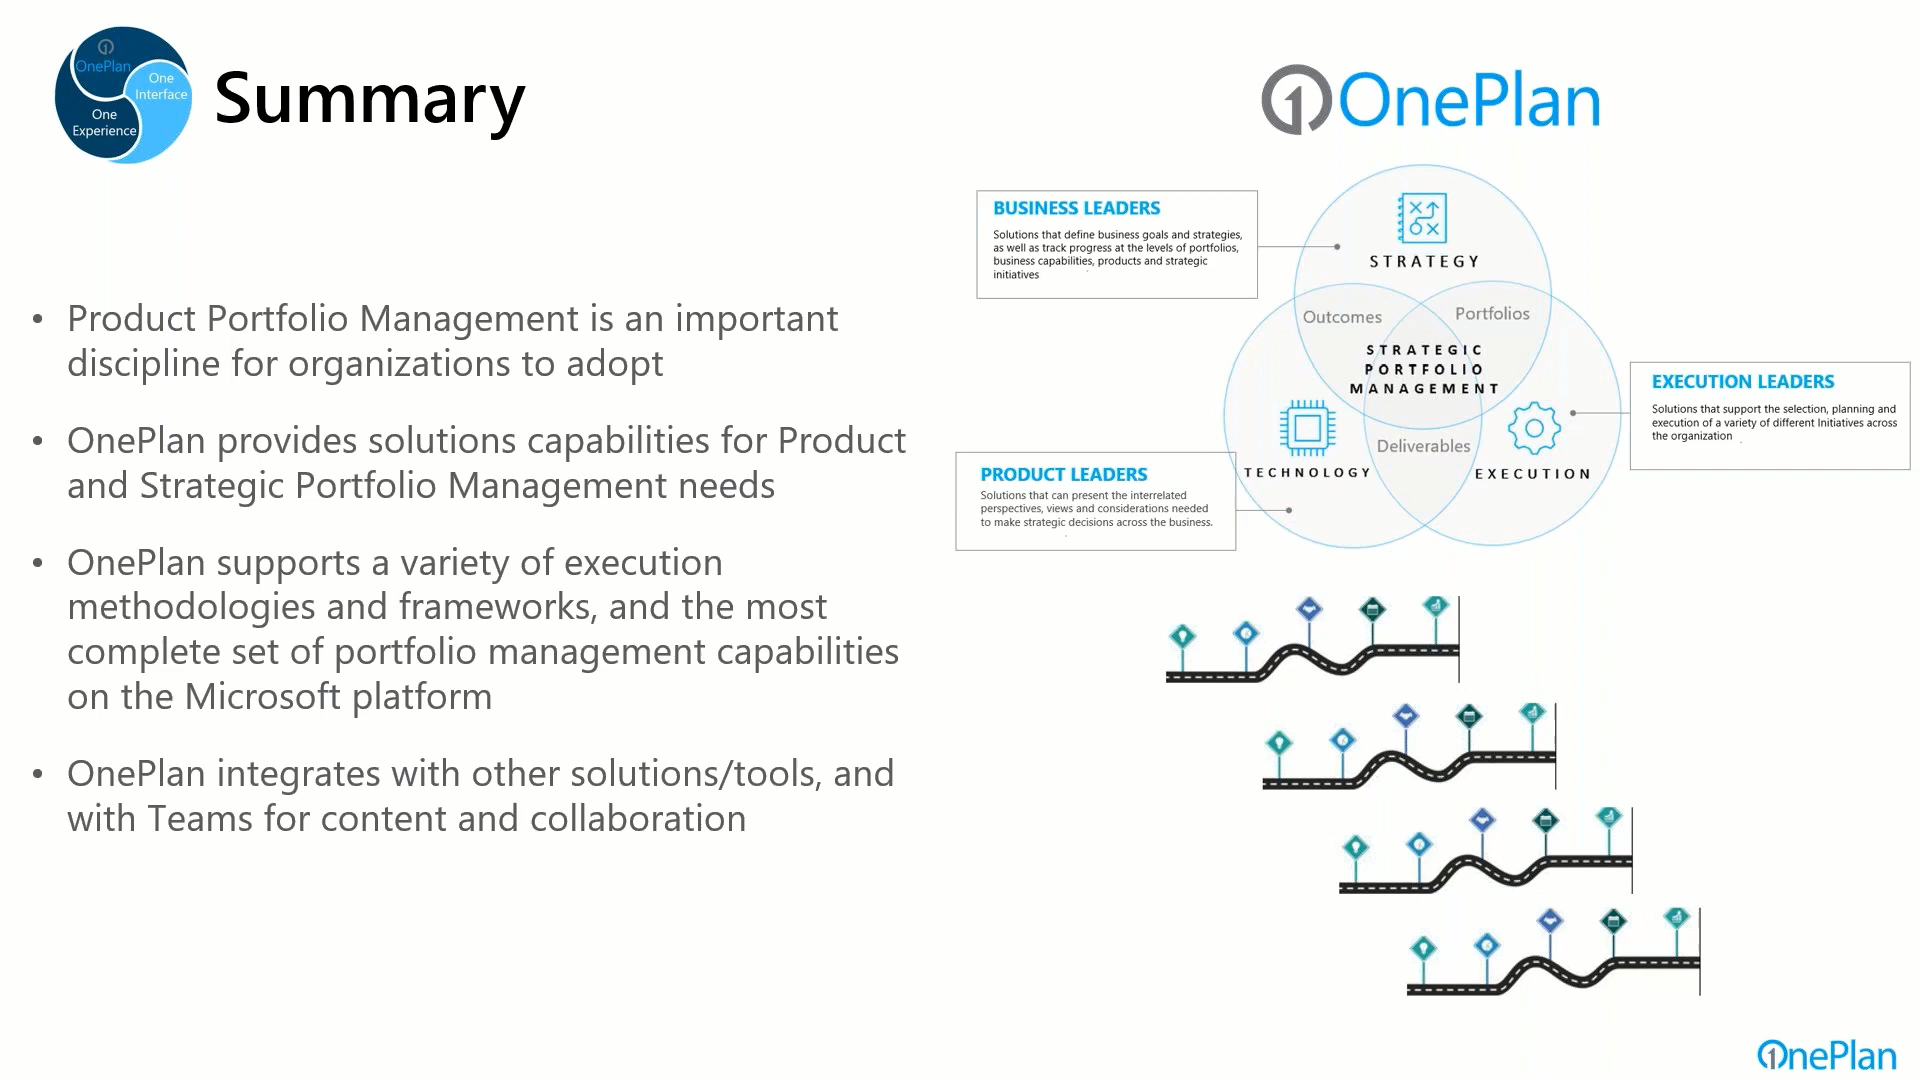 OnePlan
One
Interface
One
Experience
Summary
• Product Portfolio Management is an important
discipline for organizations to adopt
• OnePlan provides solutions capabilities for Product
and Strategic Portfolio Management needs
• OnePlan supports a variety of execution
methodologies and frameworks, and the most
complete set of portfolio management capabilities
on the Microsoft platform
• OnePlan integrates with other solutions/tools, and
with Teams for content and collaboration
OnePlan
BUSINESS LEADERS
Solutions that define business goals and strategies,
as well as track progress at the levels of portfolios,
business capabilities, products and strategic
initiatives
STRATEGY
Outcomes
Portfolios
STRATEGIC
PORTFOLIO
MANAGEMENT
EXECUTION LEADERS
Solutions that support the selection, planning and
execution of a variety of different Initiatives across
the organization
Deliverables
TECHNOLOGY
EXECUTION
PRODUCT LEADERS
Solutions that can present the interrelated
perspectives, views and considerations needed
to make strategic decisions across the business.
OnePlan